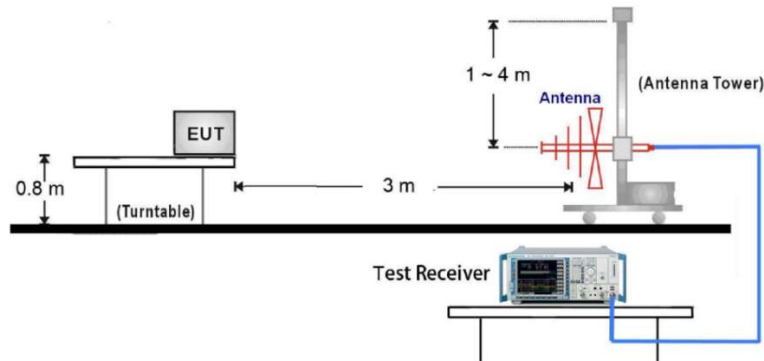 1 ~ 4 m
(Antenna Tower)
Antenna
EUT
0.8 m
3 m
(Turntable)
Test Receiver